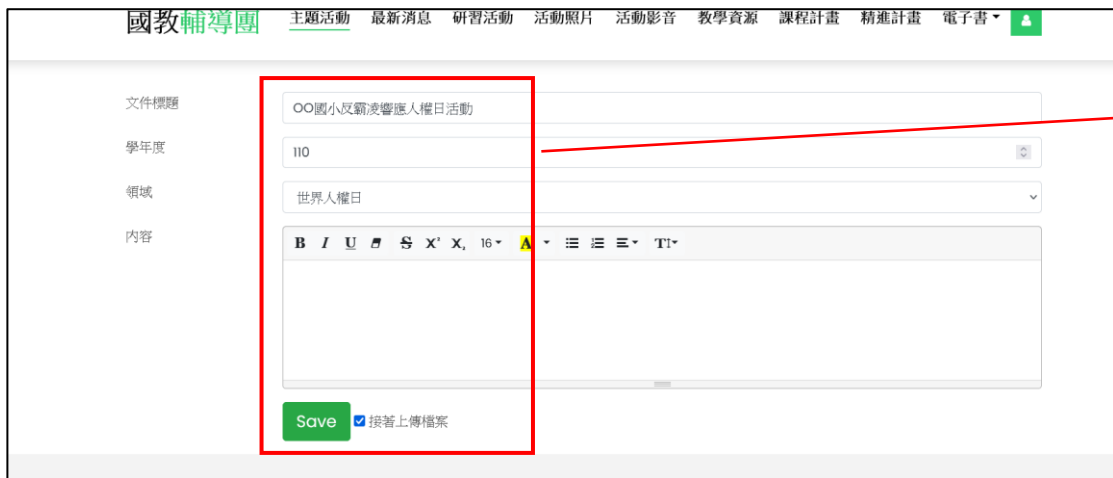 國教輔導團 主題活動 最新消息 研習活動 活動照片 活動影音 教學資源 課程計畫 精進計畫 電子書
文件標題 OO國小反霸凌響應人權日活動
學年度 110
領域 世界人權日
內容 B I U S X² X₂ 16 A T
Save 接著上傳檔案